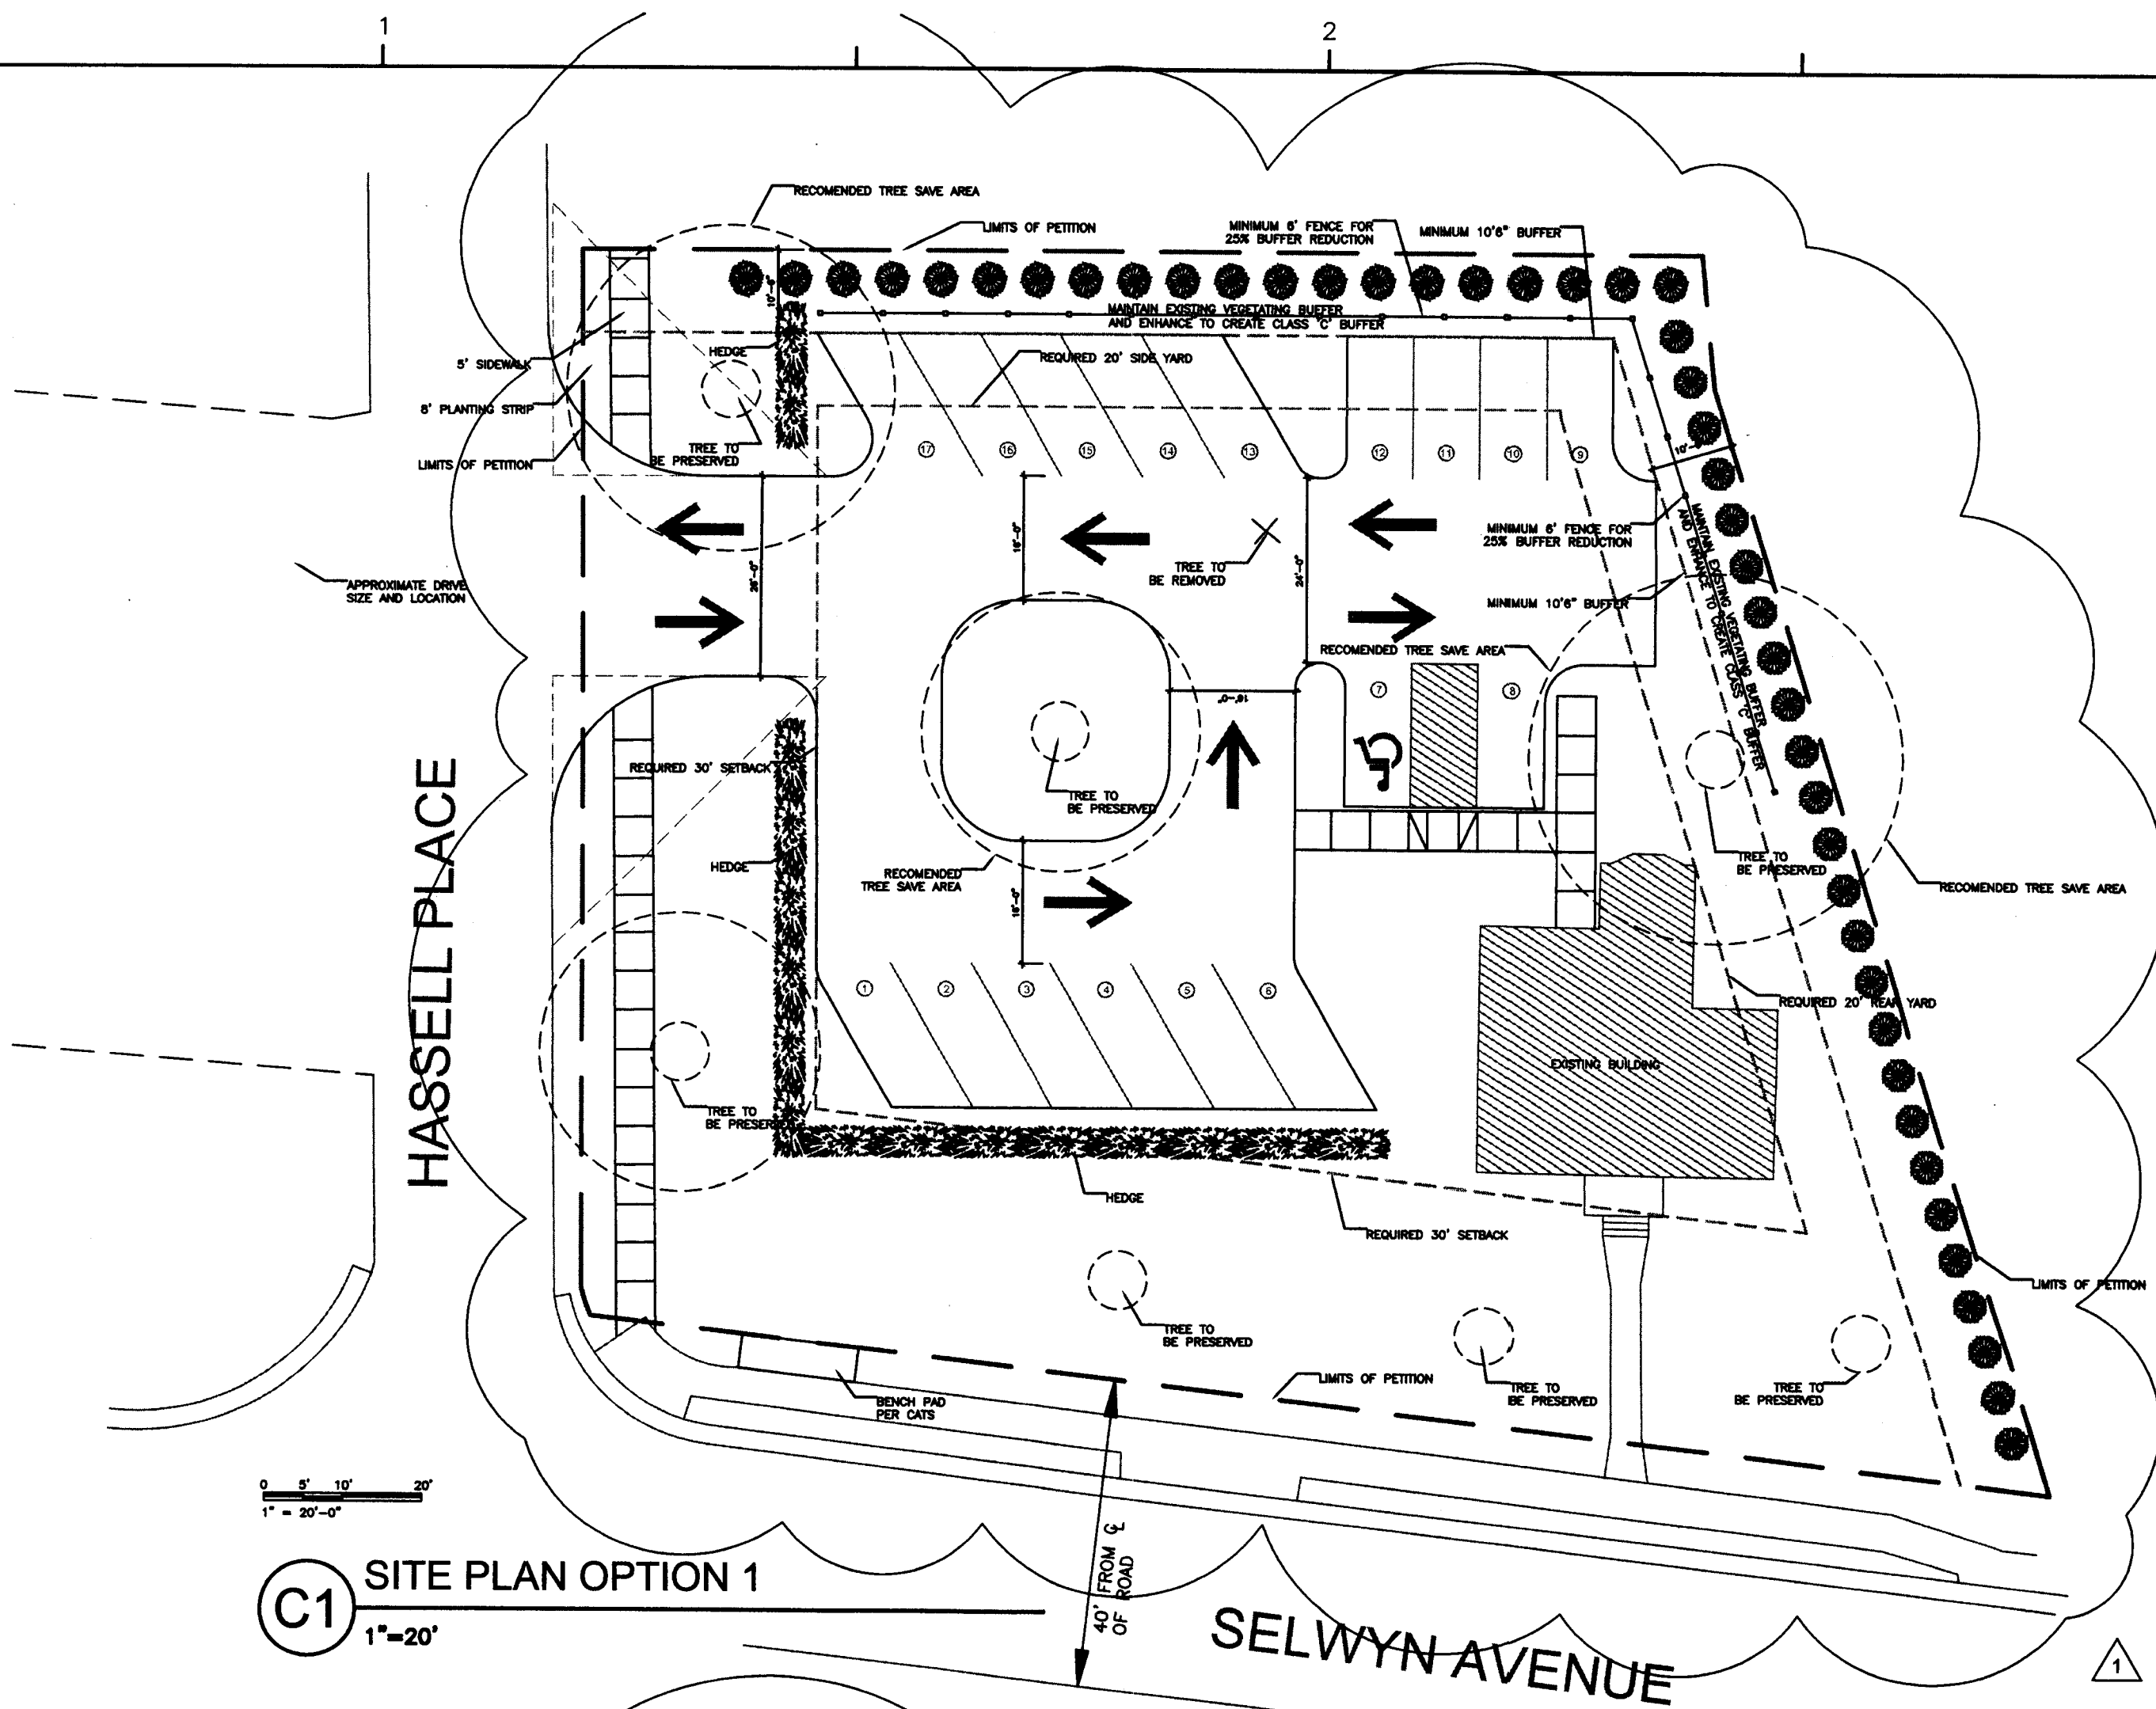 1
2
RECOMENDED TREE SAVE AREA
LIMITS OF PETITION
MINIMUM 6' FENCE FOR
25% BUFFER REDUCTION
MINIMUM 10'6" BUFFER
10'-6"
MAINTAIN EXISTING VEGETATING BUFFER
AND ENHANCE TO CREATE CLASS 'C' BUFFER
5' SIDEWALK
HEDGE
REQUIRED 20' SIDE YARD
8' PLANTING STRIP
TREE TO
BE PRESERVED
LIMITS OF PETITION
17
16
15
14
13
12
11
10
9
MINIMUM 6' FENCE FOR
25% BUFFER REDUCTION
MAINTAIN EXISTING VEGETATING BUFFER
AND ENHANCE TO CREATE CLASS 'C' BUFFER
TREE TO
BE REMOVED
26'-0"
24'-0"
APPROXIMATE DRIVE
SIZE AND LOCATION
MINIMUM 10'6" BUFFER
RECOMENDED TREE SAVE AREA
7
8
REQUIRED 30' SETBACK
TREE TO
BE PRESERVED
HASSELL PLACE
HEDGE
RECOMENDED
TREE SAVE AREA
TREE TO
BE PRESERVED
RECOMENDED TREE SAVE AREA
1
2
3
4
5
6
REQUIRED 20' REAR YARD
EXISTING BUILDING
TREE TO
BE PRESERVED
HEDGE
REQUIRED 30' SETBACK
LIMITS OF PETITION
TREE TO
BE PRESERVED
LIMITS OF PETITION
TREE TO
BE PRESERVED
TREE TO
BE PRESERVED
BENCH PAD
PER CATS
0 5' 10' 20'
1" = 20'-0"
40' FROM ℄
OF ROAD
C1
SITE PLAN OPTION 1
1"=20'
SELWYN AVENUE
1